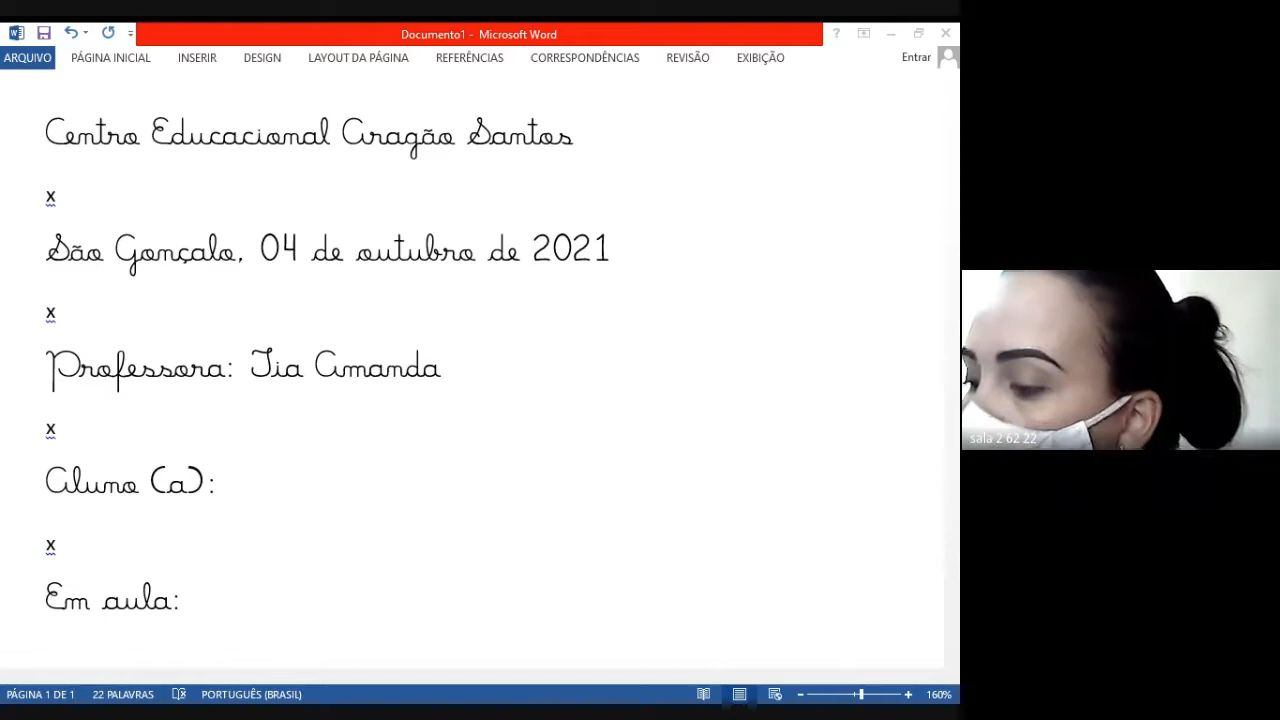 Documento1 - Microsoft Word
ARQUIVO PÁGINA INICIAL INSERIR DESIGN LAYOUT DA PÁGINA REFERÊNCIAS CORRESPONDÊNCIAS REVISÃO EXIBIÇÃO Entrar
Centro Educacional Aragão Santos
x
São Gonçalo, 04 de outubro de 2021
x
Professora: Tia Amanda
x
Aluno (a):
x
Em aula:
sala 2 62 22
PÁGINA 1 DE 1 22 PALAVRAS PORTUGUÊS (BRASIL) 160%